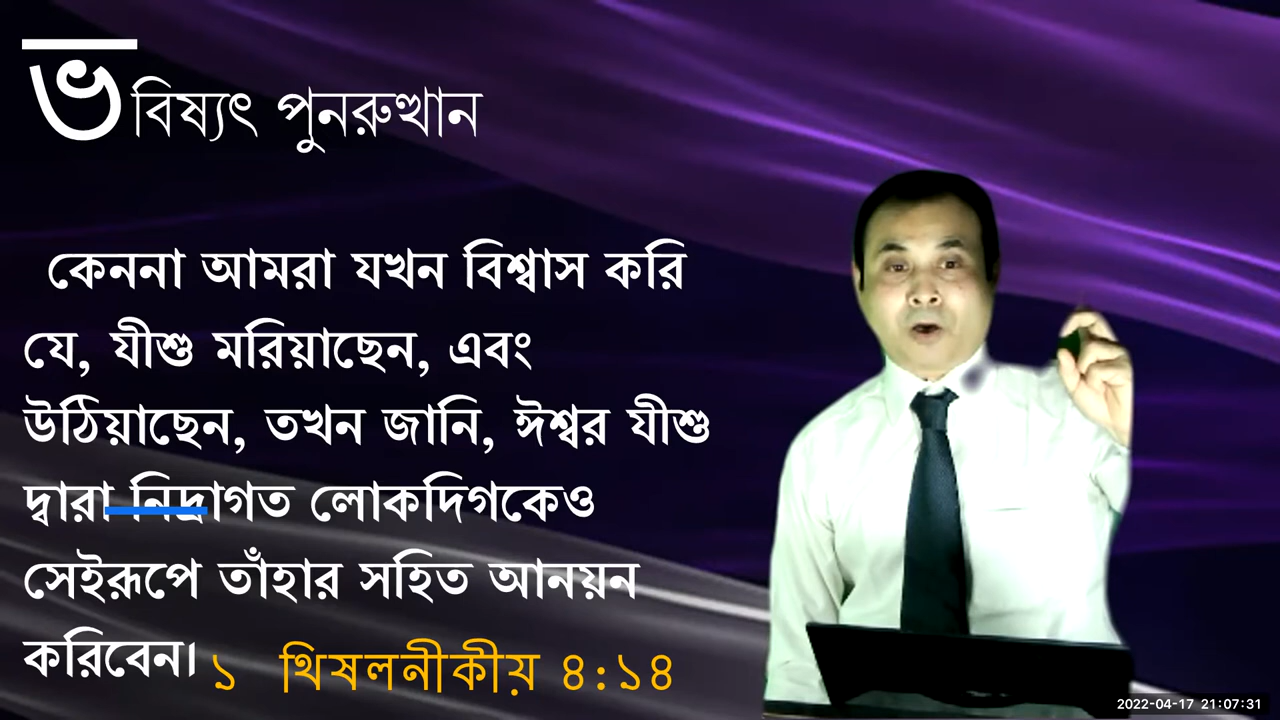 ভবিষ্যৎ পুনরুত্থান
কেননা আমরা যখন বিশ্বাস করি
যে, যীশু মরিয়াছেন, এবং
উঠিয়াছেন, তখন জানি, ঈশ্বর যীশু
দ্বারা নিদ্রাগত লোকদিগকেও
সেইরূপে তাঁহার সহিত আনয়ন
করিবেন। ১ থিষলনীকীয় ৪:১৪
2022-04-17 21:07:31